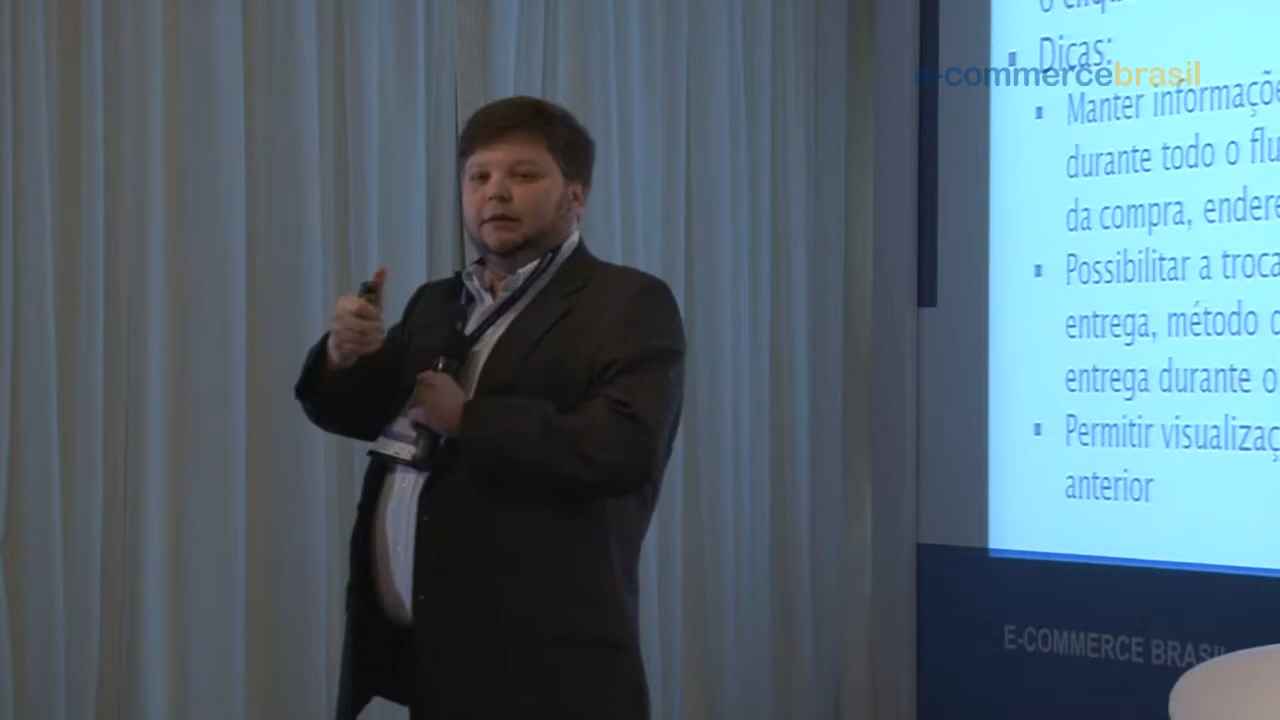 o cliqu
Dicas:
e-commercebrasil
Manter informaçõe
durante todo o flu
da compra, endere
Possibilitar a troca
entrega, método
entrega durante o
Permitir visualizaç
anterior
E-COMMERCE BRASIL